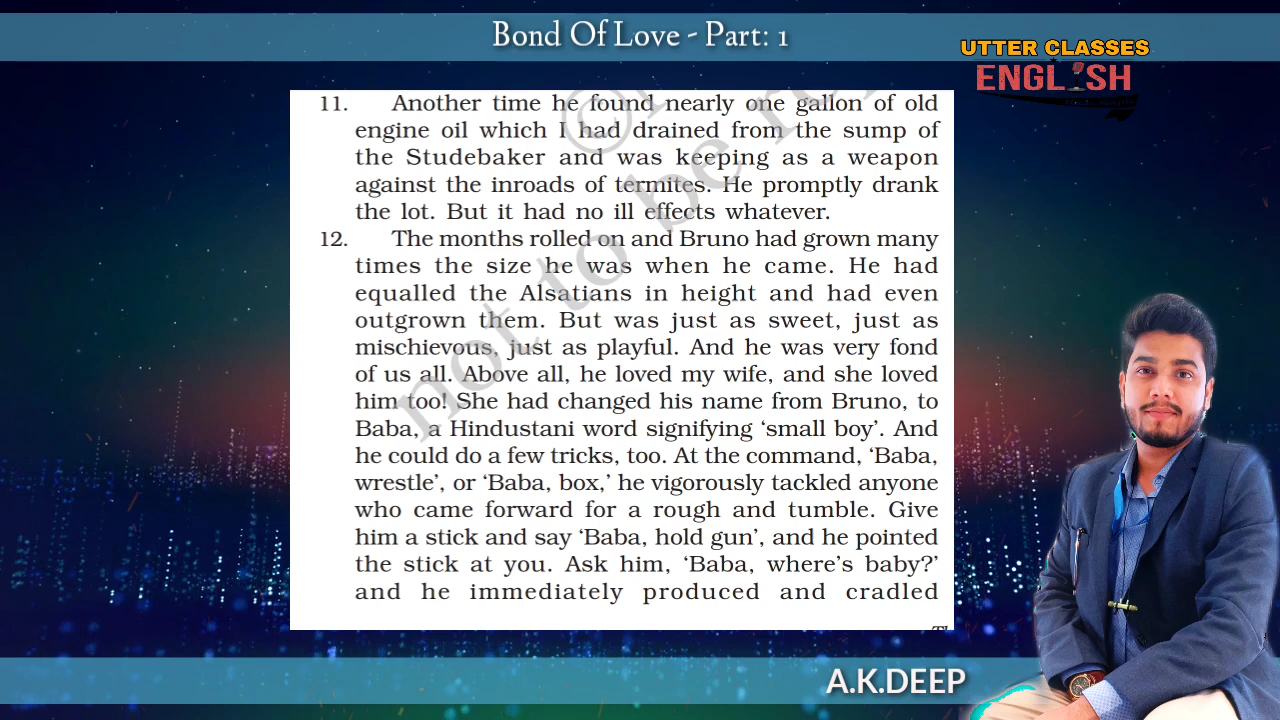 Bond Of Love - Part: 1
UTTER CLASSES
ENGLISH
11. Another time he found nearly one gallon of old
engine oil which I had drained from the sump of
the Studebaker and was keeping as a weapon
against the inroads of termites. He promptly drank
the lot. But it had no ill effects whatever.
12. The months rolled on and Bruno had grown many
times the size he was when he came. He had
equalled the Alsatians in height and had even
outgrown them. But was just as sweet, just as
mischievous, just as playful. And he was very fond
of us all. Above all, he loved my wife, and she loved
him too! She had changed his name from Bruno, to
Baba, a Hindustani word signifying ‘small boy’. And
he could do a few tricks, too. At the command, ‘Baba,
wrestle’, or ‘Baba, box,’ he vigorously tackled anyone
who came forward for a rough and tumble. Give
him a stick and say ‘Baba, hold gun’, and he pointed
the stick at you. Ask him, ‘Baba, where’s baby?’
and he immediately produced and cradled
not to be
A.K.DEEP